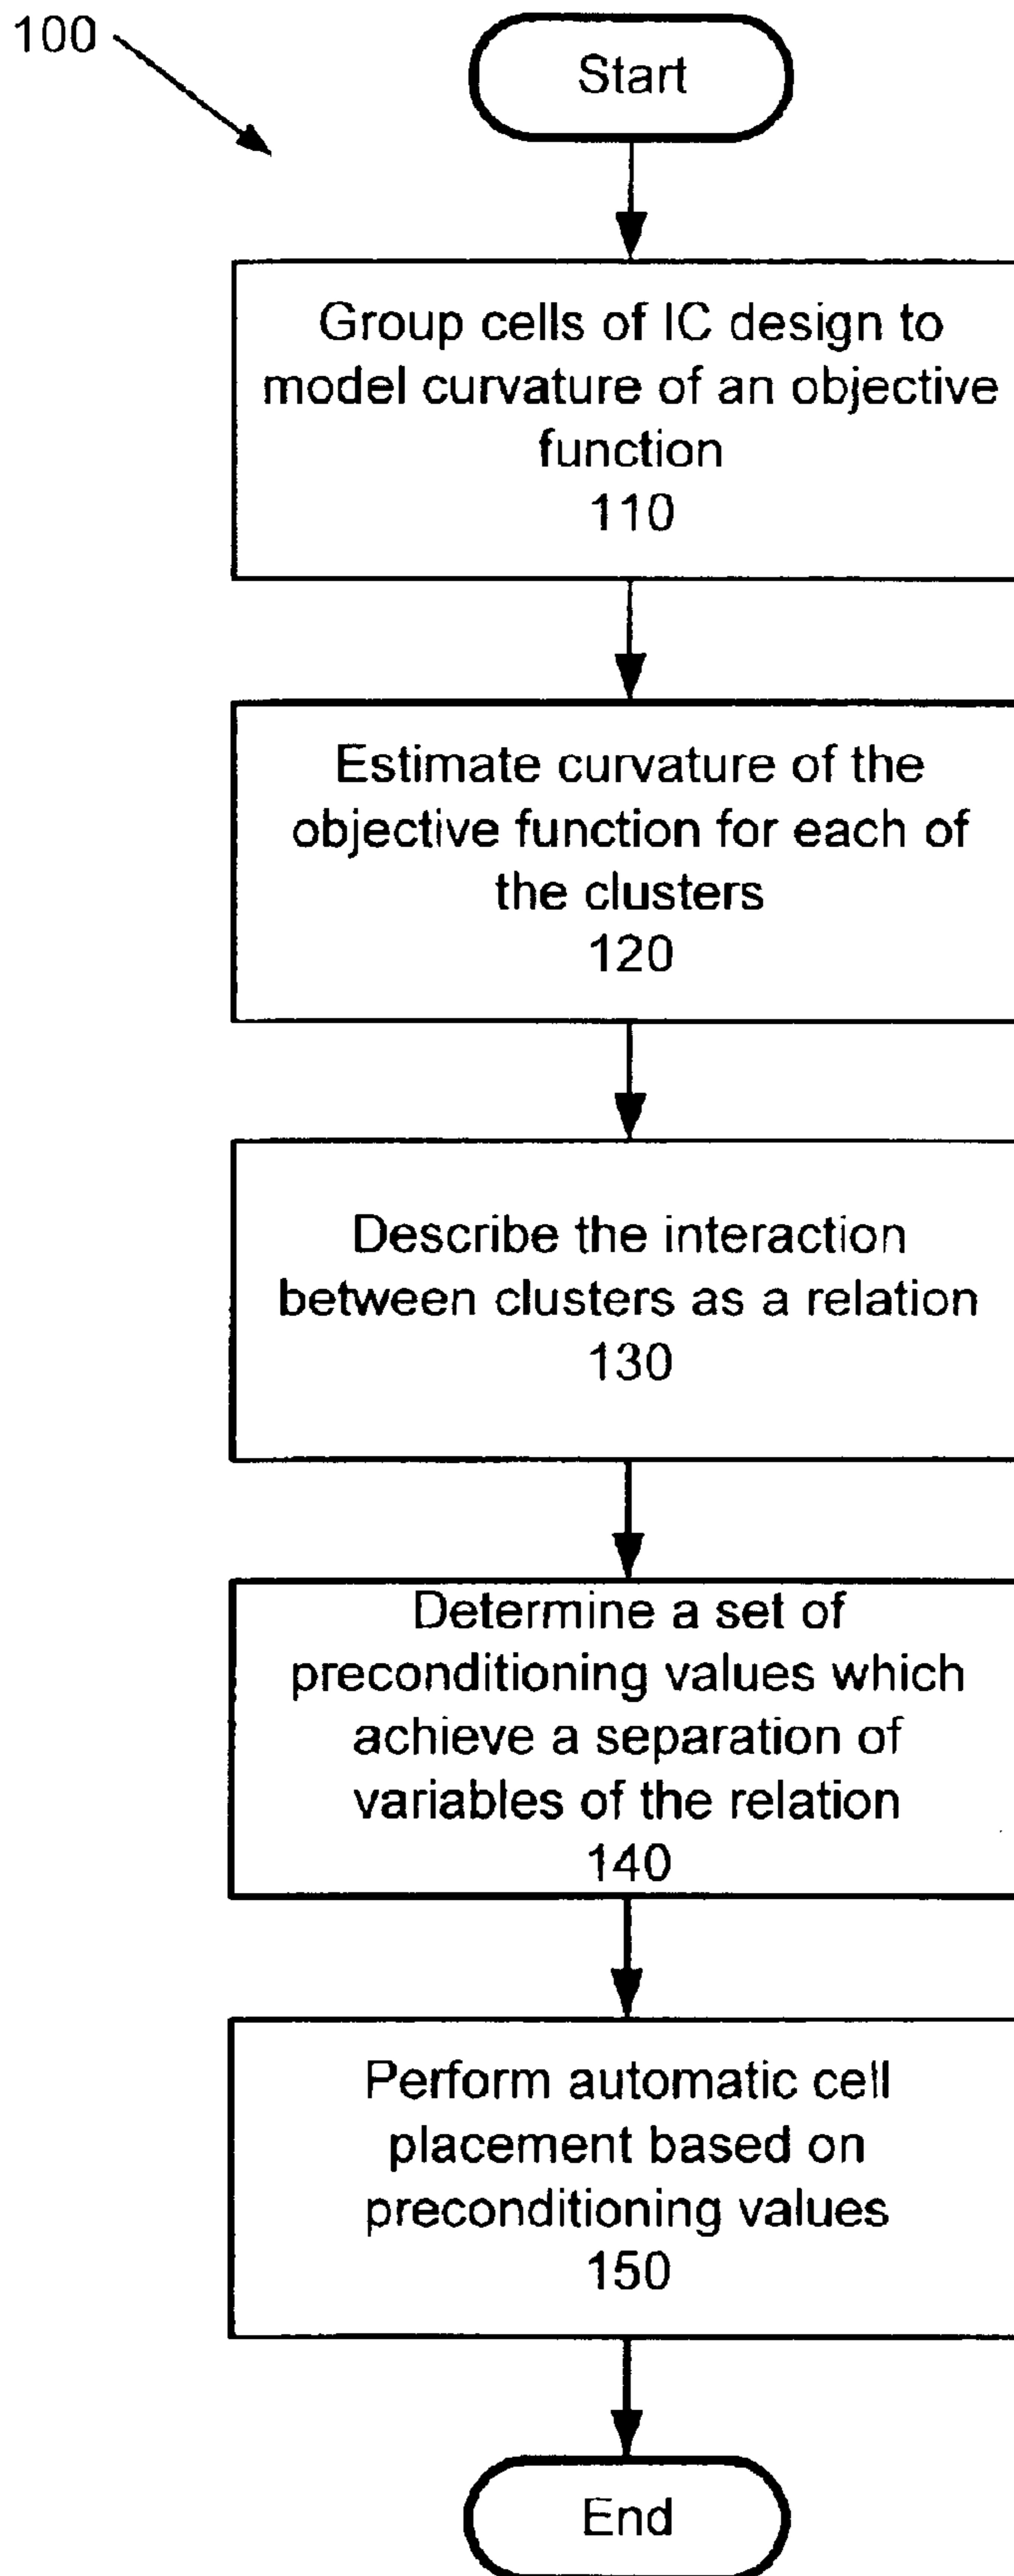 100
Start
Group cells of IC design to
model curvature of an objective
function
110
Estimate curvature of the
objective function for each of
the clusters
120
Describe the interaction
between clusters as a relation
130
Determine a set of
preconditioning values which
achieve a separation of
variables of the relation
140
Perform automatic cell
placement based on
preconditioning values
150
End